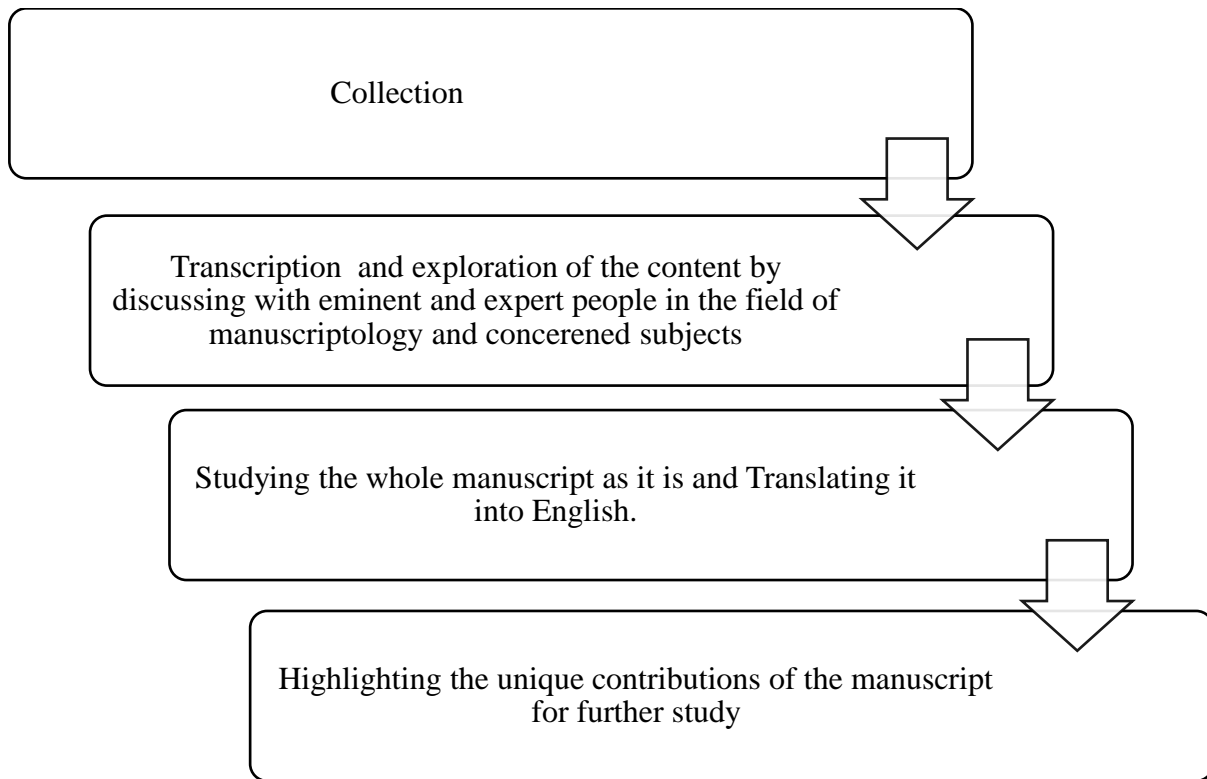 Collection
Transcription  and exploration of the content by
discussing with eminent and expert people in the field of
manuscriptology and concerened subjects
Studying the whole manuscript as it is and Translating it
into English.
Highlighting the unique contributions of the manuscript
for further study